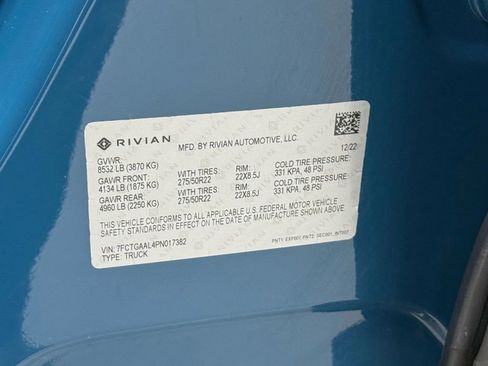 RIVIAN MFD. BY RIVIAN AUTOMOTIVE, LLC. 12/22
GVWR:
8532 LB (3870 KG)
GAWR FRONT: WITH TIRES: RIM: COLD TIRE PRESSURE:
4134 LB (1875 KG) 275/50R22 22X8.5J 331 KPA, 48 PSI
GAWR REAR WITH TIRES: RIM: COLD TIRE PRESSURE:
4960 LB (2250 KG) 275/50R22 22X8.5J 331 KPA, 48 PSI
THIS VEHICLE CONFORMS TO ALL APPLICABLE U.S. FEDERAL MOTOR VEHICLE
SAFETY STANDARDS IN EFFECT ON THE DATE OF MANUFACTURE SHOWN ABOVE.
VIN: 7FCTGAAL4PN017382
TYPE: TRUCK